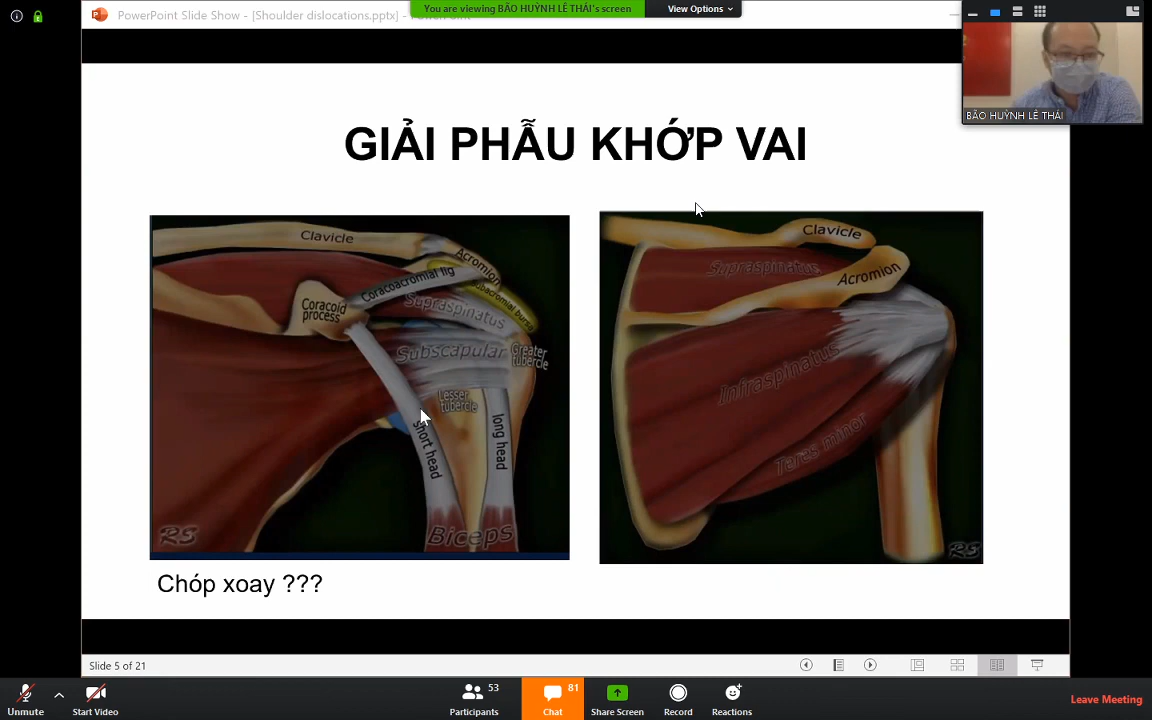 PowerPoint Slide Show - [Shoulder dislocations.pptx] -
You are viewing BẢO HUỲNH LÊ THÁI's screen
View Options
BẢO HUỲNH LÊ THÁI
GIẢI PHẪU KHỚP VAI
Clavicle
Acromion
Coracoacromial lig
Subacromial bursa
Coracoid
process
Supraspinatus
Subscapular
Greater
tubercle
Lesser
tubercle
short head
long head
Biceps
RS
Clavicle
Supraspinatus
Acromion
Infraspinatus
Teras minor
RS
Chóp xoay ???
Slide 5 of 21
Unmute
Start Video
53
Participants
81
Chat
Share Screen
Record
Reactions
Leave Meeting